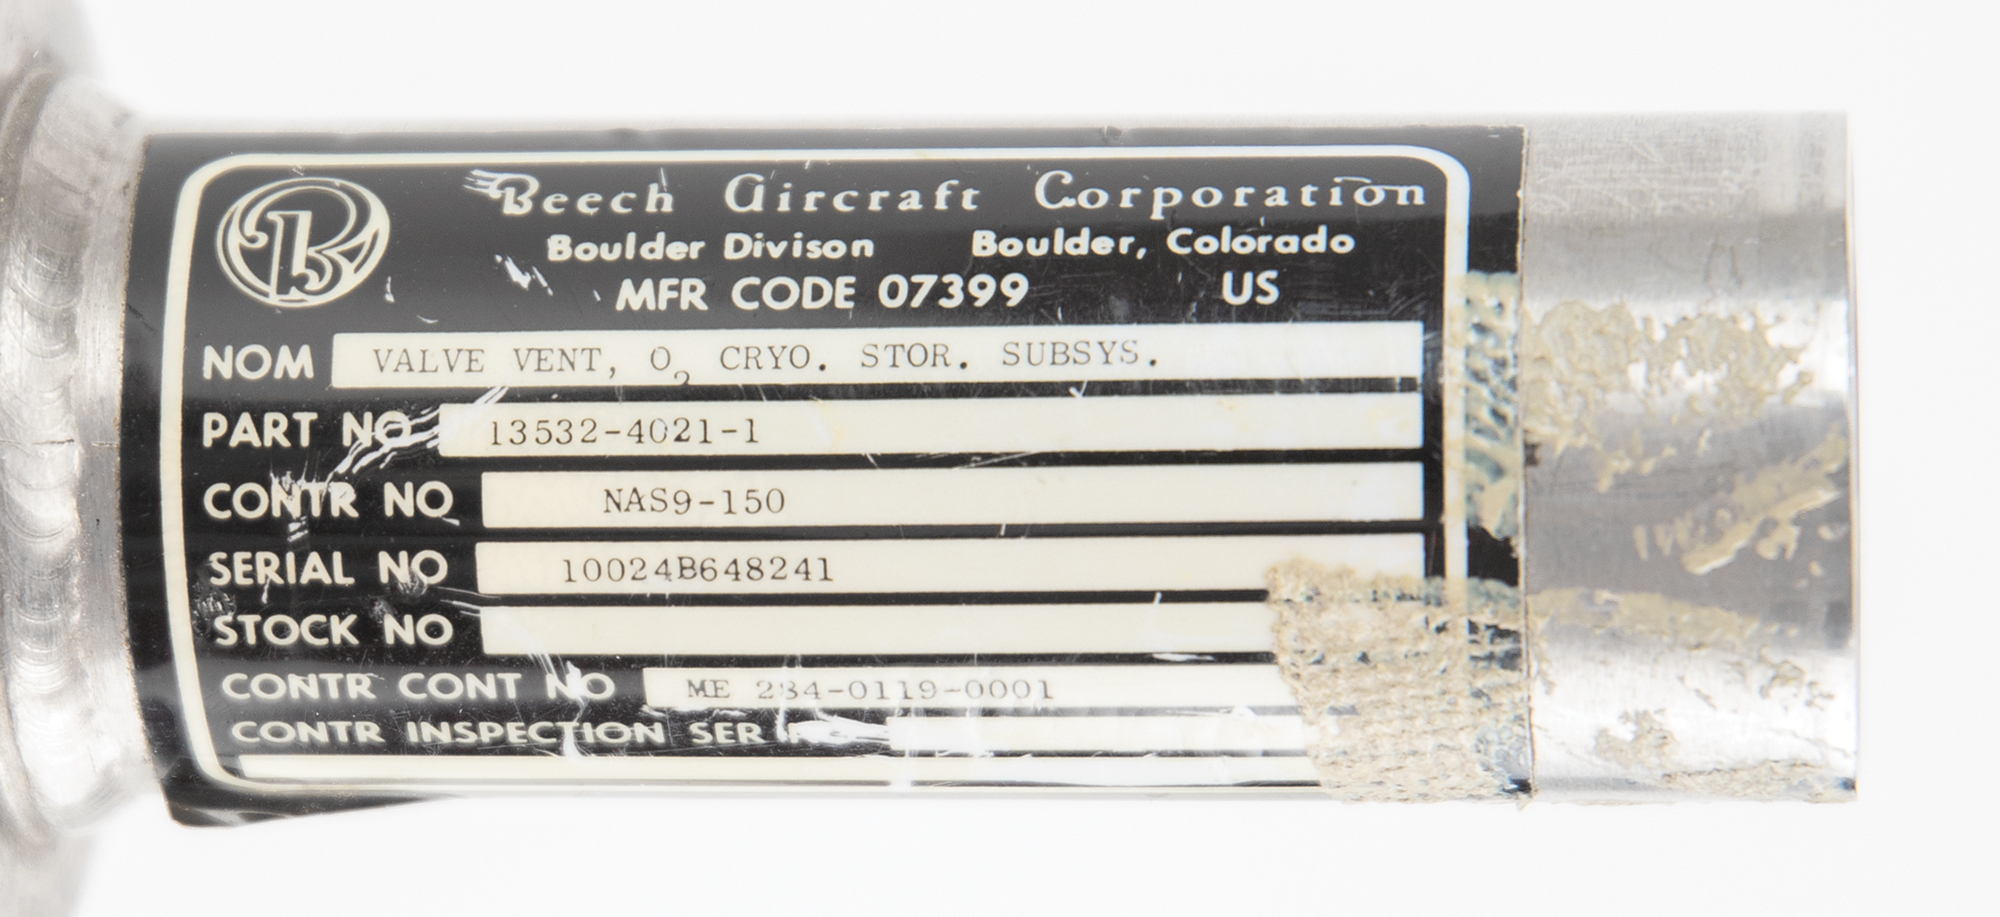 Beech Aircraft Corporation
Boulder Divison Boulder, Colorado
MFR CODE 07399 US
NOM VALVE VENT, O₂ CRYO. STOR. SUBSYS.
PART NO 13532-4021-1
CONTR NO NAS9-150
SERIAL NO 10024B648241
STOCK NO
CONTR CONT NO ME 284-0119-0001
CONTR INSPECTION SER